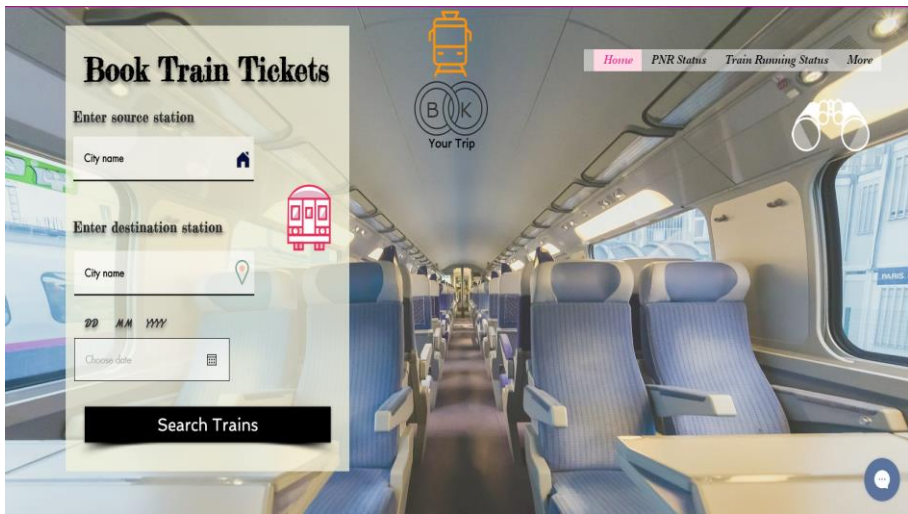 Book Train Tickets
Enter source station
City name
Enter destination station
City name
DD MM YYYY
Choose date
Search Trains
B K
Your Trip
Home PNR Status Train Running Status More
PARIS